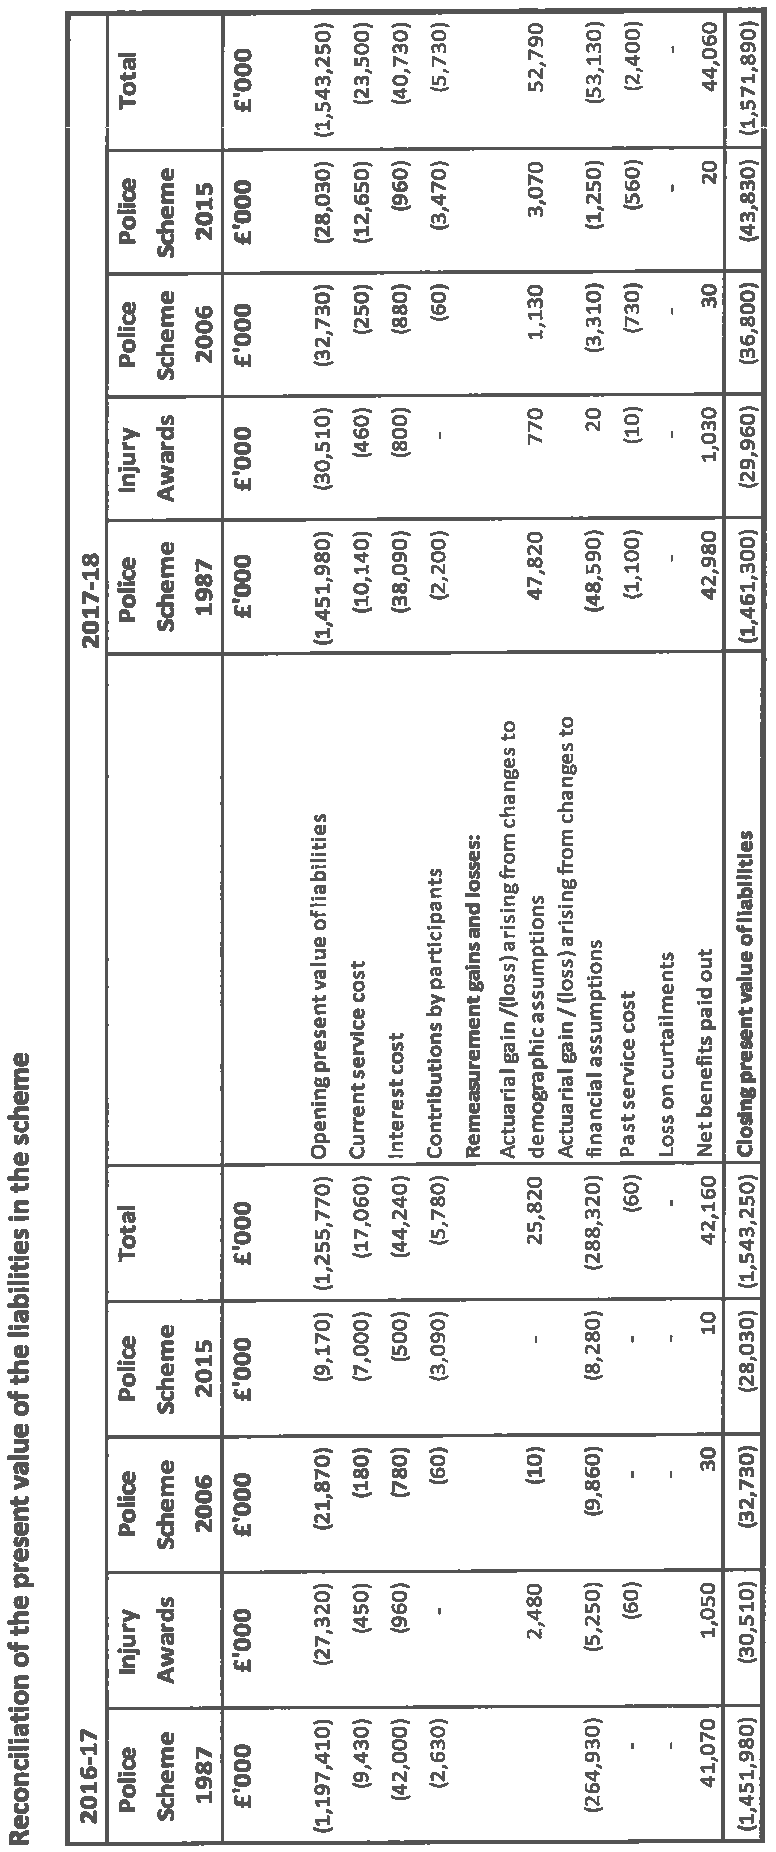 Reconciliation of the present value of the liabilities in the scheme
2016-17 2017-18
Police Injury Police Police Total Police Injury Police Police Total
Scheme Awards Scheme Scheme Scheme Awards Scheme Scheme
1987 2006 2015 1987 2006 2015
£'000 £'000 £'000 £'000 £'000 £'000 £'000 £'000 £'000 £'000
(1,197,410) (27,320) (21,870) (9,170) (1,255,770) Opening present value of liabilities (1,451,980) (30,510) (32,730) (28,030) (1,543,250)
(9,430) (450) (180) (7,000) (17,060) Current service cost (10,140) (460) (250) (12,650) (23,500)
(42,000) (960) (780) (500) (44,240) Interest cost (38,090) (800) (880) (960) (40,730)
(2,630) - (60) (3,090) (5,780) Contributions by participants (2,200) - (60) (3,470) (5,730)
Remeasurement gains and losses:
Actuarial gain /(loss) arising from changes to
2,480 (10) - 25,820 demographic assumptions 47,820 770 1,130 3,070 52,790
Actuarial gain / (loss) arising from changes to
(264,930) (5,250) (9,860) (8,280) (288,320) financial assumptions (48,590) 20 (3,310) (1,250) (53,130)
- (60) - - (60) Past service cost (1,100) (10) (730) (560) (2,400)
- - - - Loss on curtailments - - - - -
41,070 1,050 30 10 42,160 Net benefits paid out 42,980 1,030 30 20 44,060
(1,451,980) (30,510) (32,730) (28,030) (1,543,250) Closing present value of liabilities (1,461,300) (29,960) (36,800) (43,830) (1,571,890)